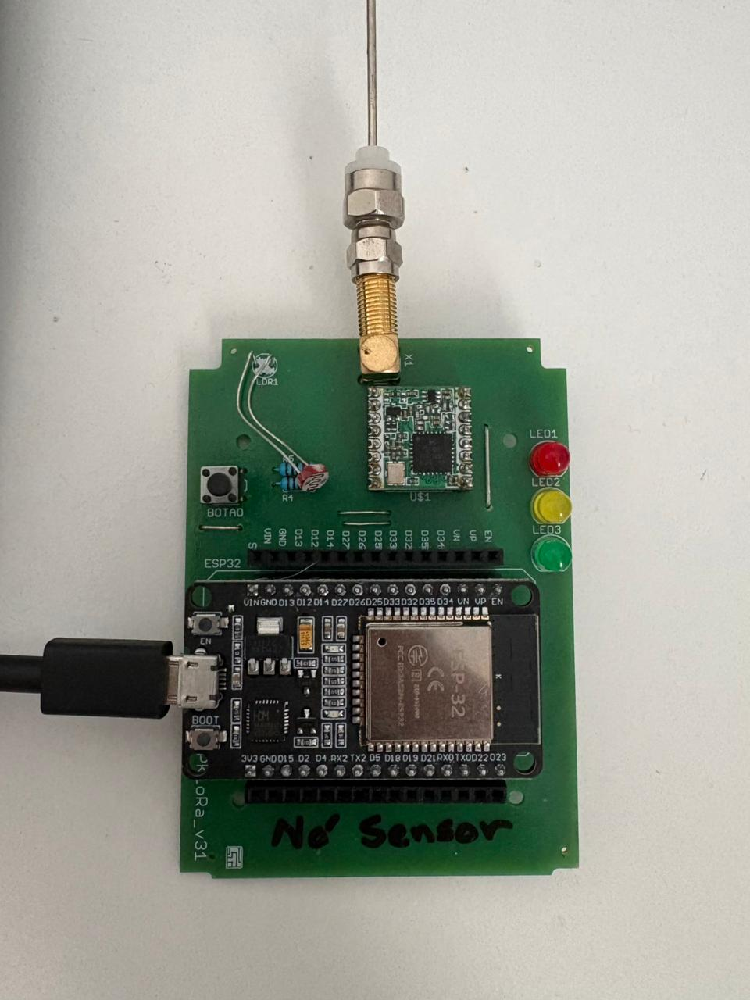 X1
LDR1
LED1
LED2
R4
U$1
BOTAO
LED3
S VIN GND D13 D12 D14 D27 D26 D25 D33 D32 D35 D34 VN VP EN
ESP32
VIN GND D13 D12 D14 D27 D26 D25 D33 D32 D35 D34 VN VP EN
EN
ESP-32
BOOT
3V3 GND D15 D2 D4 RX2 TX2 D5 D18 D19 D21 RX0 TX0 D22 D23
LoRa_v31
Nó Sensor